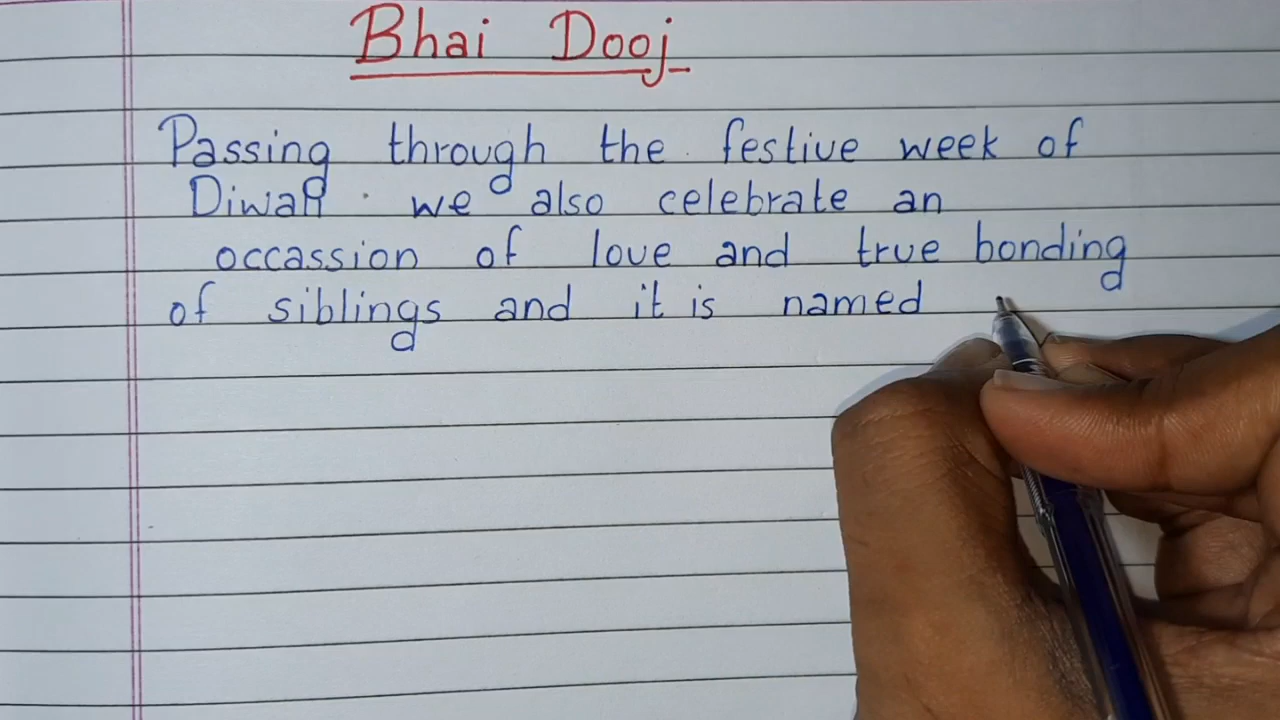 Bhai Dooj
Passing through the festive week of
Diwali we also celebrate an
occassion of love and true bonding
of siblings and it is named